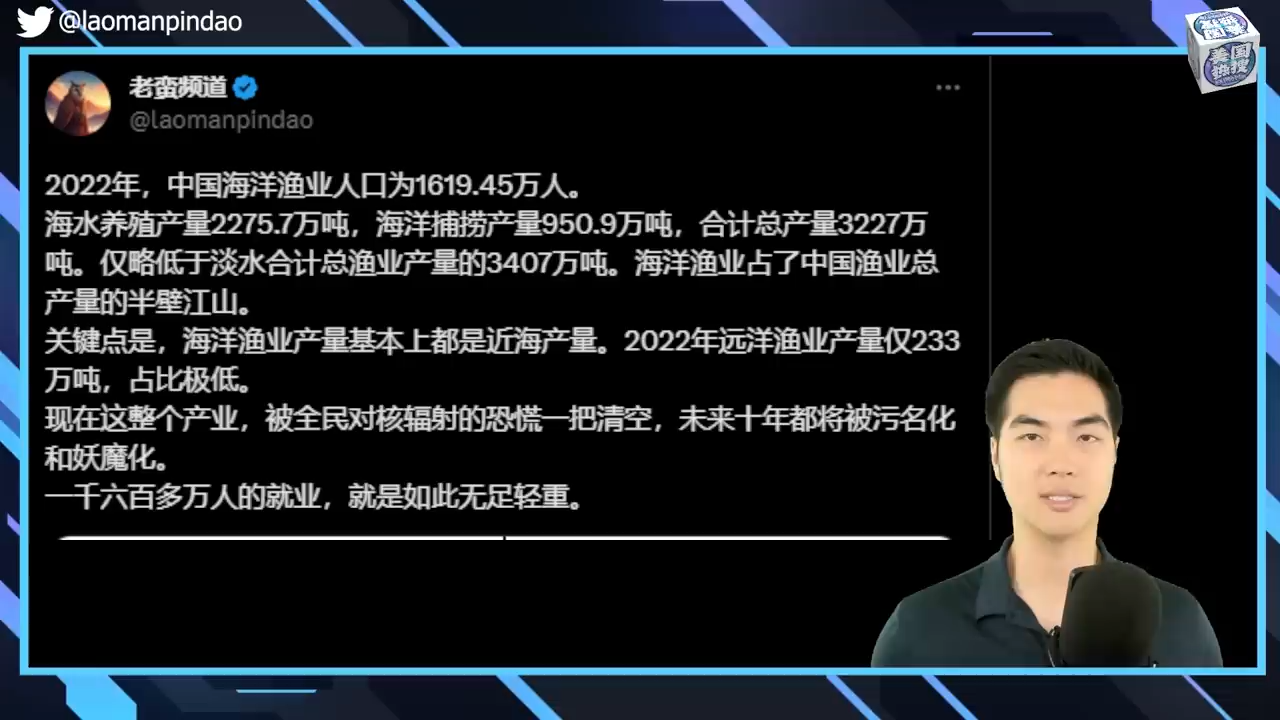 @laomanpindao
老蛮频道
@laomanpindao
2022年，中国海洋渔业人口为1619.45万人。
海水养殖产量2275.7万吨，海洋捕捞产量950.9万吨，合计总产量3227万
吨。仅略低于淡水合计总渔业产量的3407万吨。海洋渔业占了中国渔业总
产量的半壁江山。
关键点是，海洋渔业产量基本上都是近海产量。2022年远洋渔业产量仅233
万吨，占比极低。
现在这整个产业，被全民对核辐射的恐慌一把清空，未来十年都将被污名化
和妖魔化。
一千六百多万人的就业，就是如此无足轻重。
美国
热搜